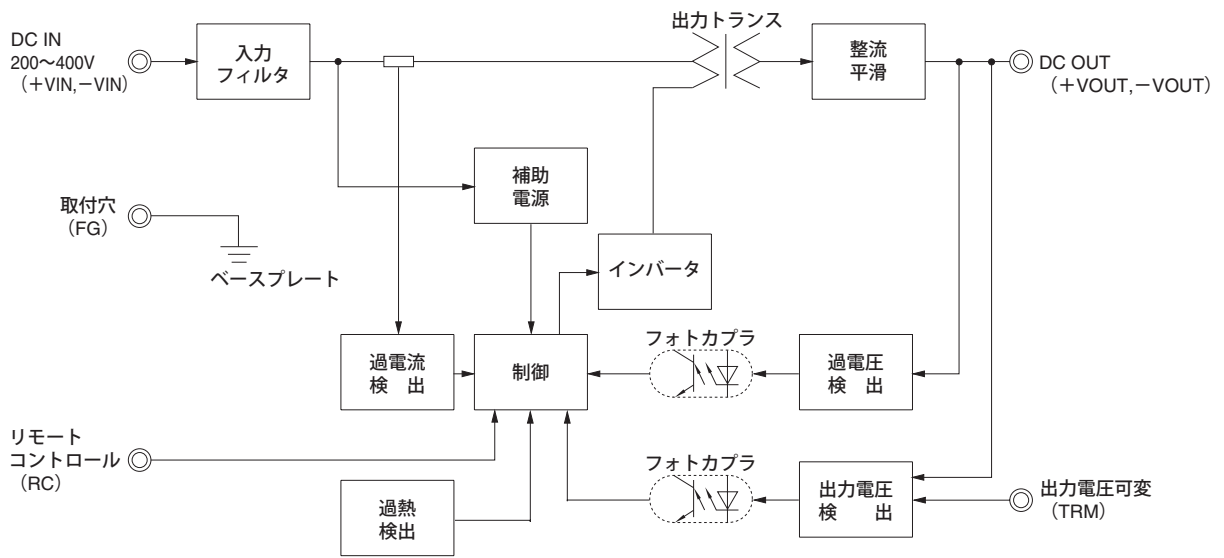 出力トランス
DC IN
200～400V
（+VIN,−VIN）
入力
フィルタ
整流
平滑
DC OUT
（+VOUT,−VOUT）
補助
電源
取付穴
（FG）
ベースプレート
インバータ
過電流
検　出
制御
フォトカプラ
過電圧
検　出
リモート
コントロール
（RC）
過熱
検出
フォトカプラ
出力電圧
検　　出
出力電圧可変
（TRM）